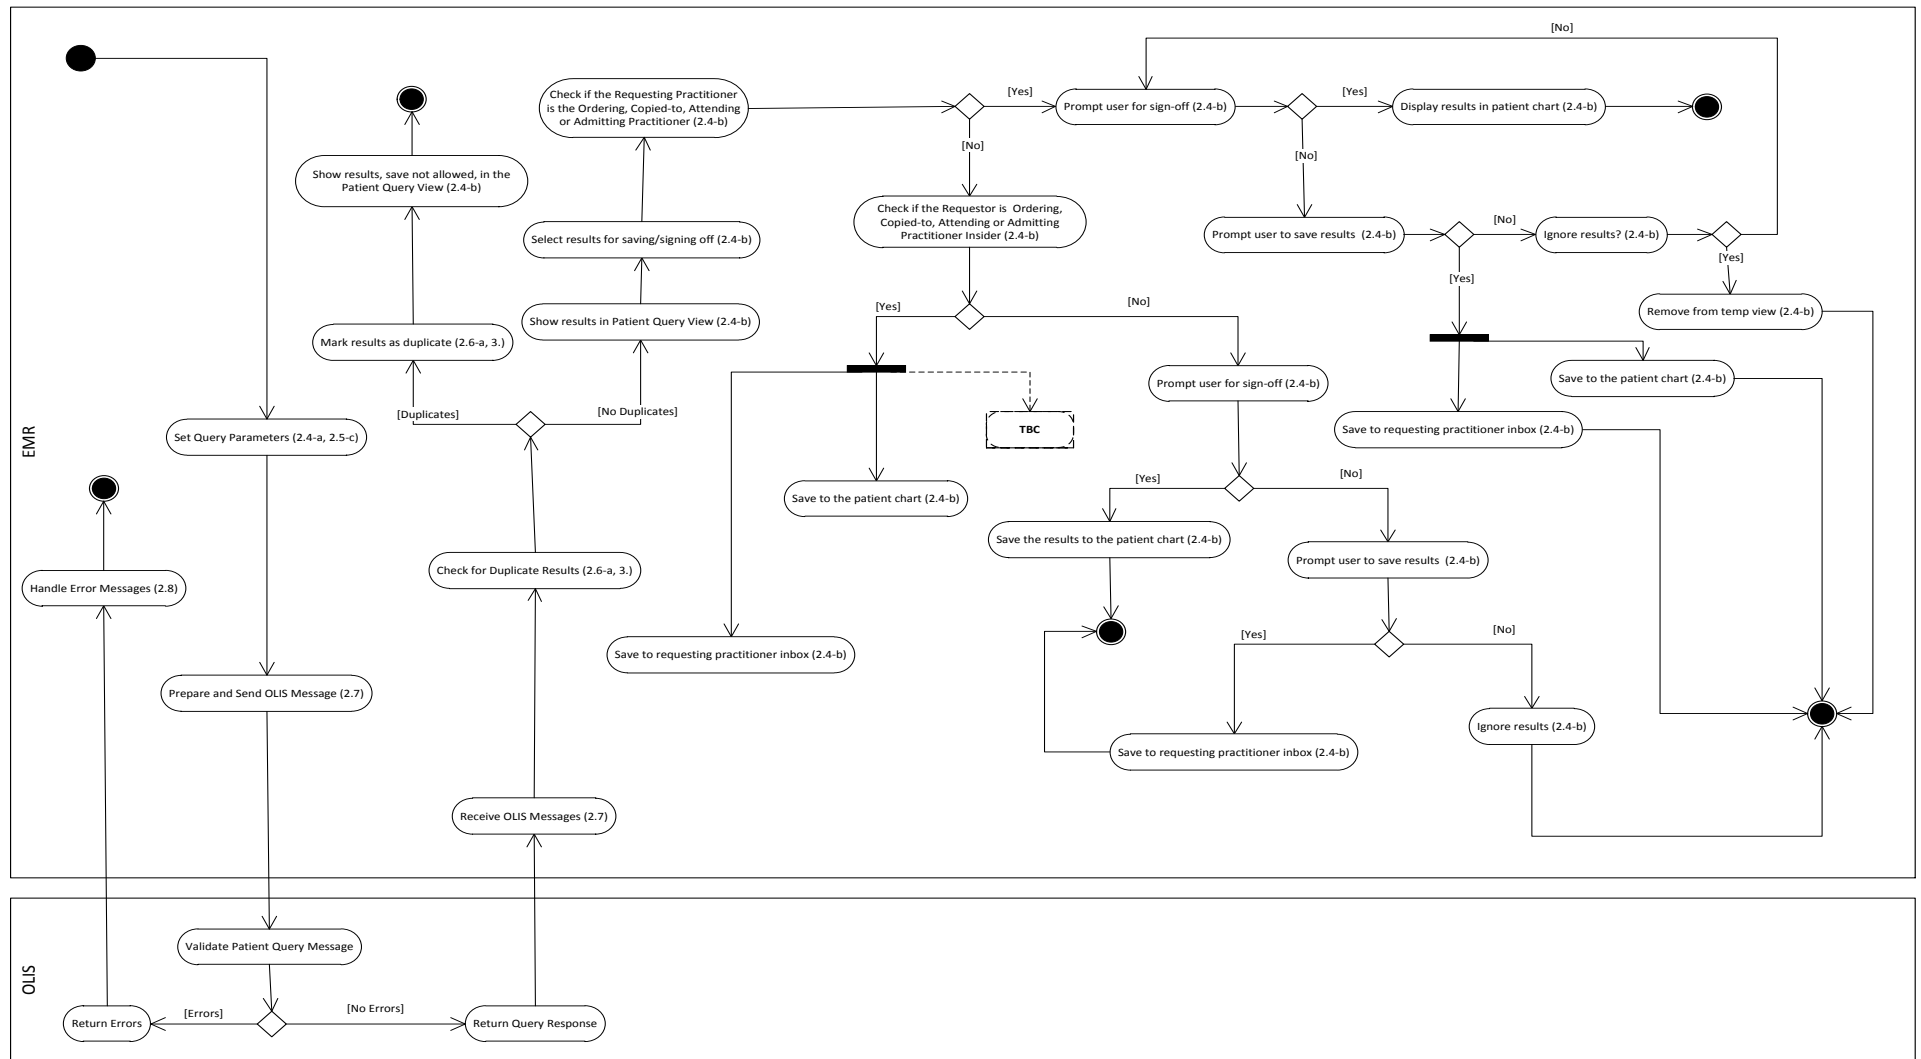 [No]
Check if the Requesting Practitioner
is the Ordering, Copied-to, Attending
or Admitting Practitioner (2.4-b)
[Yes]
Prompt user for sign-off (2.4-b)
[Yes]
Display results in patient chart (2.4-b)
[No]
[No]
Show results, save not allowed, in the
Patient Query View (2.4-b)
Check if the Requestor is  Ordering,
Copied-to, Attending or Admitting
Practitioner Insider (2.4-b)
Select results for saving/signing off (2.4-b)
Prompt user to save results  (2.4-b)
[No]
Ignore results? (2.4-b)
[Yes]
[Yes]
Remove from temp view (2.4-b)
Show results in Patient Query View (2.4-b)
[Yes]
[No]
Mark results as duplicate (2.6-a, 3.)
Save to the patient chart (2.4-b)
Prompt user for sign-off (2.4-b)
[Duplicates]
[No Duplicates]
TBC
Save to requesting practitioner inbox (2.4-b)
EMR
Set Query Parameters (2.4-a, 2.5-c)
[Yes]
[No]
Save to the patient chart (2.4-b)
Save the results to the patient chart (2.4-b)
Prompt user to save results  (2.4-b)
Check for Duplicate Results (2.6-a, 3.)
Handle Error Messages (2.8)
[Yes]
[No]
Save to requesting practitioner inbox (2.4-b)
Prepare and Send OLIS Message (2.7)
Ignore results (2.4-b)
Save to requesting practitioner inbox (2.4-b)
Receive OLIS Messages (2.7)
OLIS
Validate Patient Query Message
[Errors]
[No Errors]
Return Errors
Return Query Response